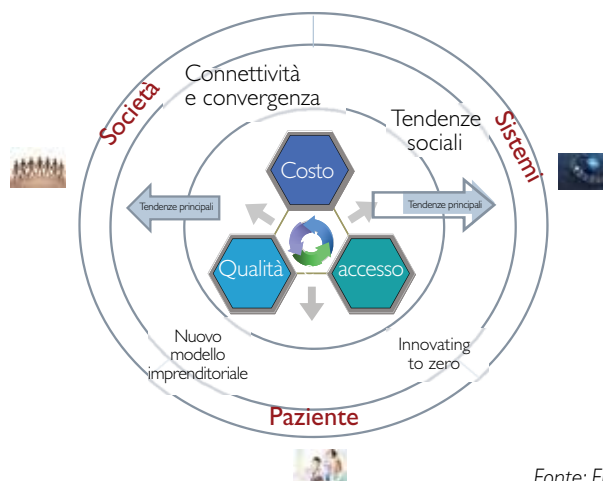 Connettività
e convergenza
Società
Tendenze
sociali
Sistemi
Costo
Tendenze principali
Tendenze principali
Qualità
accesso
Nuovo
modello
imprenditoriale
Innovating
to zero
Paziente
Fonte: